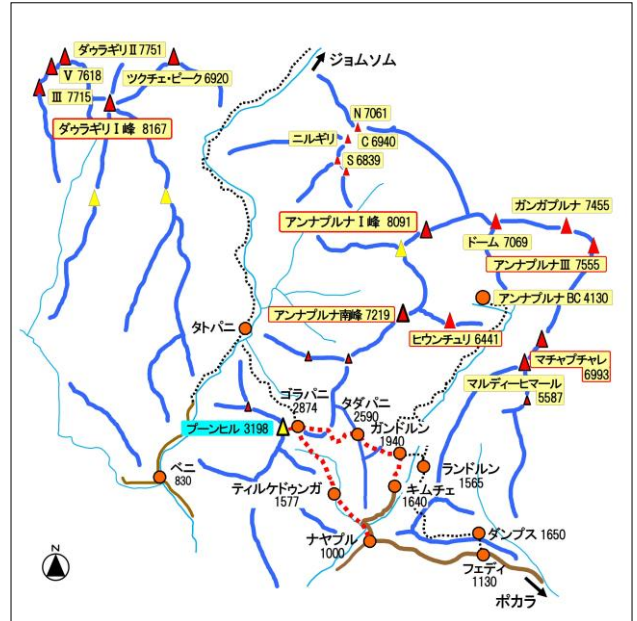 ダウラギリⅡ 7751
Ⅴ 7618
ツクチェ・ピーク 6920
Ⅲ 7715
ダウラギリⅠ峰 8167
ジョムソム
N 7061
ニルギリ
C 6940
S 6839
ガンガプルナ 7455
アンナプルナⅠ峰 8091
ドーム 7069
アンナプルナⅢ 7555
アンナプルナBC 4130
アンナプルナ南峰 7219
ヒウンチュリ 6441
タトパニ
マチャプチャレ
6993
マルディーヒマール
5587
ゴラパニ
2874
タダパニ
2590
ガンドルン
1940
プーンヒル 3198
ベニ
830
ティルケドゥンガ
1577
キムチェ
1640
ランドルン
1565
ナヤプル
1000
ダンプス 1650
フェディ
1130
ポカラ
N